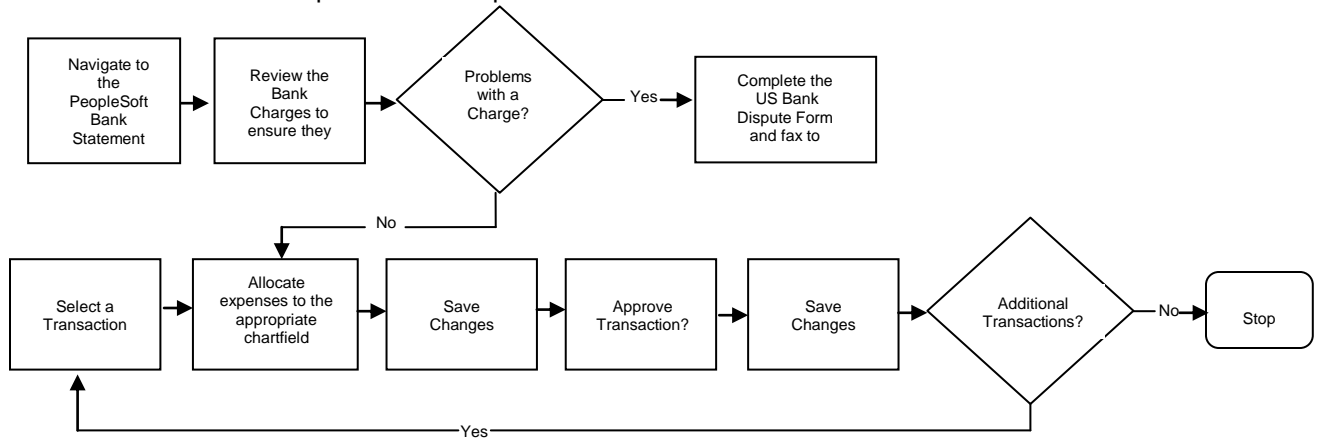 Navigate to
the
PeopleSoft
Bank
Statement
Review the
Bank
Charges to
ensure they
Problems
with a
Charge?
Yes
Complete the
US Bank
Dispute Form
and fax to
No
Select a
Transaction
Allocate
expenses to the
appropriate
chartfield
Save
Changes
Approve
Transaction?
Save
Changes
Additional
Transactions?
No
Stop
Yes